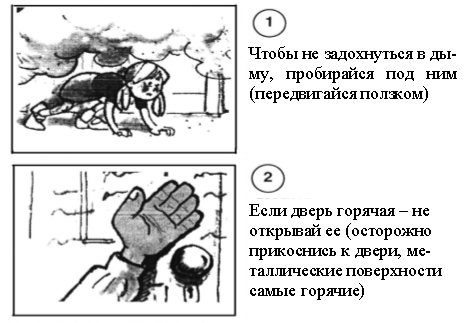 1
Чтобы не задохнуться в ды-
му, пробирайся под ним
(передвигайся ползком)
2
Если дверь горячая – не
открывай ее (осторожно
прикоснись к двери, ме-
таллические поверхности
самые горячие)